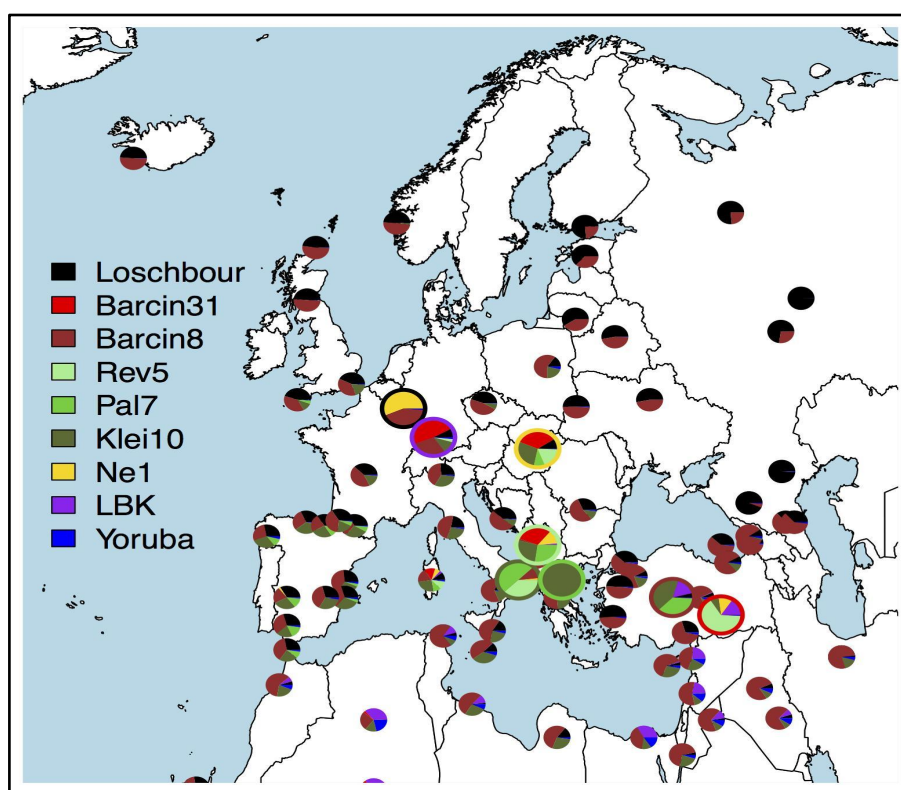 Loschbour
Barcin31
Barcin8
Rev5
Pal7
Klei10
Ne1
LBK
Yoruba